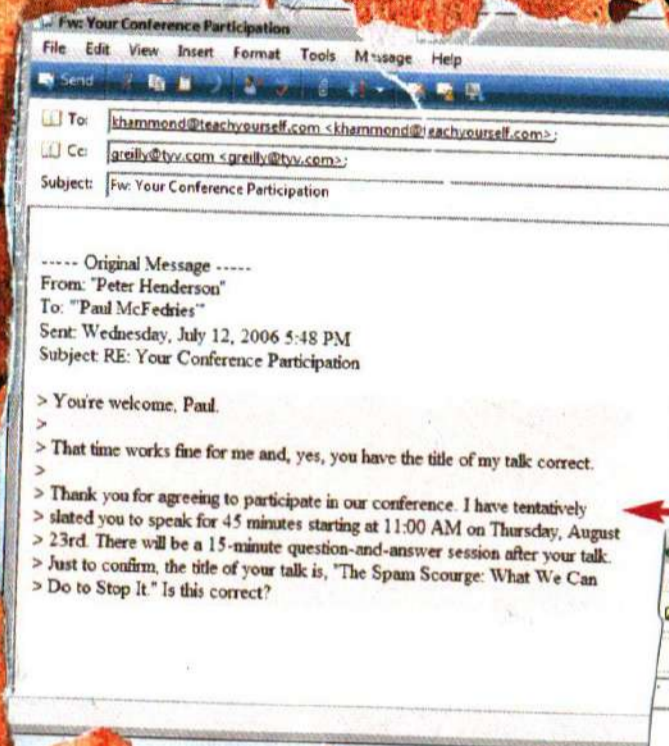 Fw: Your Conference Participation
File Edit View Insert Format Tools Message Help
Send
To: khammond@teachyourself.com <khammond@teachyourself.com>;
Cc: greilly@tyv.com <greilly@tyv.com>;
Subject: Fw: Your Conference Participation
----- Original Message -----
From: "Peter Henderson"
To: "'Paul McFedries'"
Sent: Wednesday, July 12, 2006 5:48 PM
Subject: RE: Your Conference Participation
> You're welcome, Paul.
>
> That time works fine for me and, yes, you have the title of my talk correct.
>
> Thank you for agreeing to participate in our conference. I have tentatively
> slated you to speak for 45 minutes starting at 11:00 AM on Thursday, August
> 23rd. There will be a 15-minute question-and-answer session after your talk.
> Just to confirm, the title of your talk is, "The Spam Scourge: What We Can
> Do to Stop It." Is this correct?